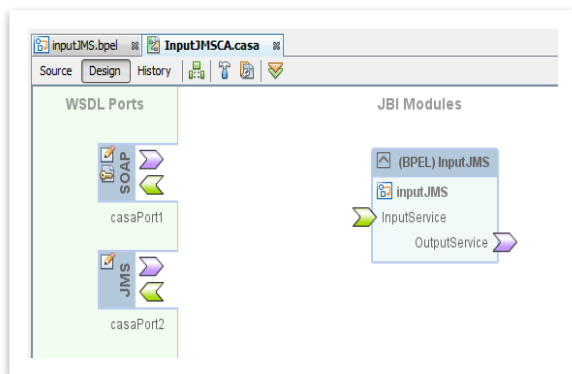 inputJMS.bpel InputJMSCA.casa
Source Design History
WSDL Ports JBI Modules
SOAP
casaPort1
JMS
casaPort2
(BPEL) InputJMS
inputJMS
InputService
OutputService